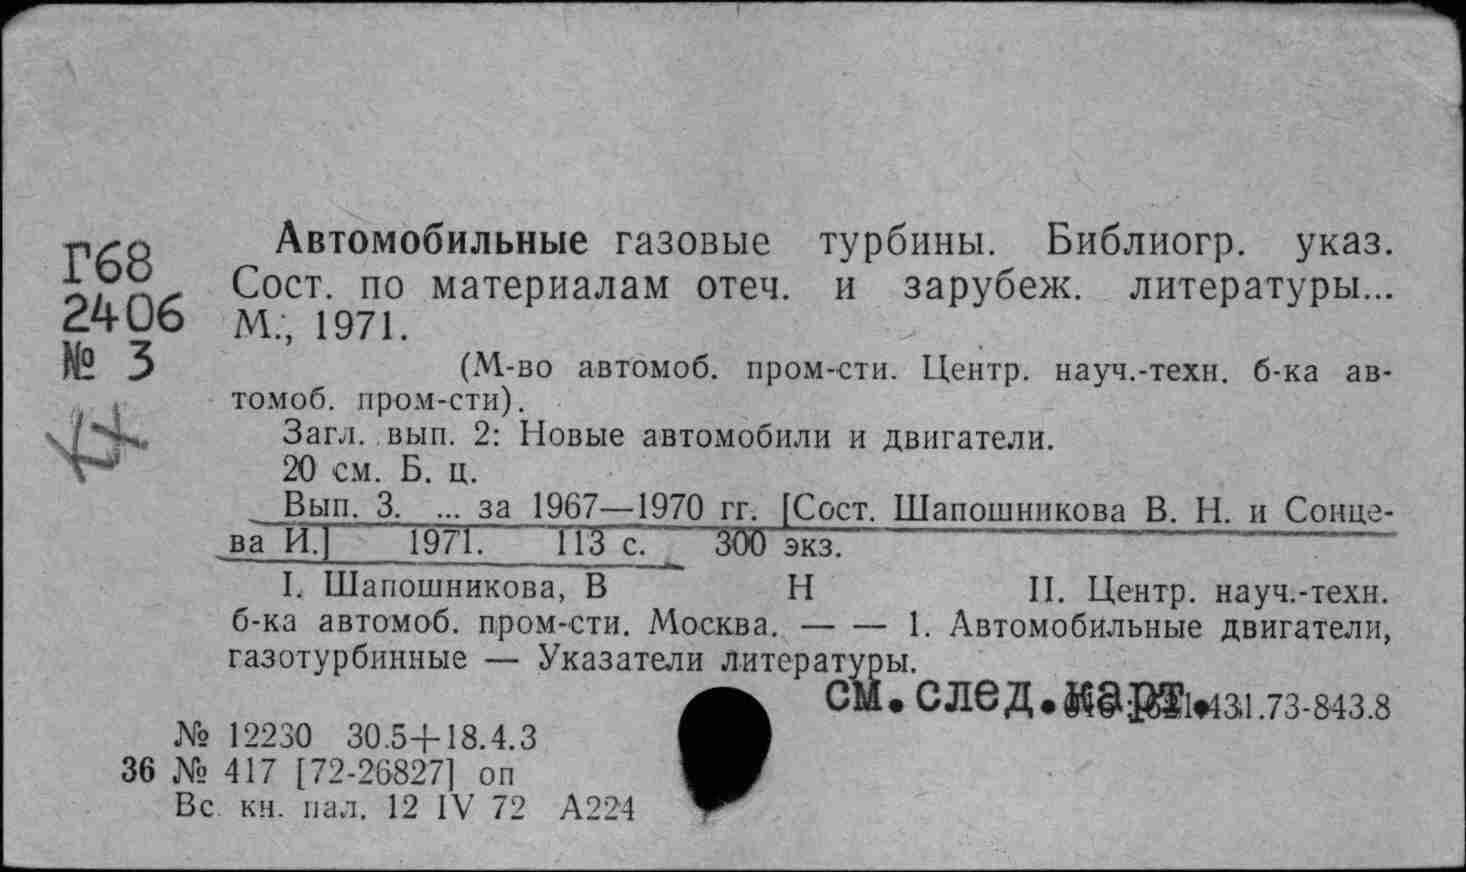 Г68
2406
№ 3
Автомобильные газовые турбины. Библиогр. указ.
Сост. по материалам отеч. и зарубеж. литературы...
М., 1971.
(М-во автомоб. пром-сти. Центр. науч.-техн. б-ка ав-
томоб. пром-сти).
Загл. вып. 2: Новые автомобили и двигатели.
20 см. Б. ц.
Вып. 3. ... за 1967—1970 гг. [Сост. Шапошникова В. Н. и Сонце-
ва И.] 1971. 113 с. 300 экз.
I. Шапошникова, В Н II. Центр. науч.-техн.
б-ка автомоб. пром-сти. Москва. — — 1. Автомобильные двигатели,
газотурбинные — Указатели литературы.
см. след. карт. 431.73-843.8
№ 12230 30.5+18.4.3
36 № 417 [72-26827] оп
Вс. кн. пал. 12 IV 72 А224